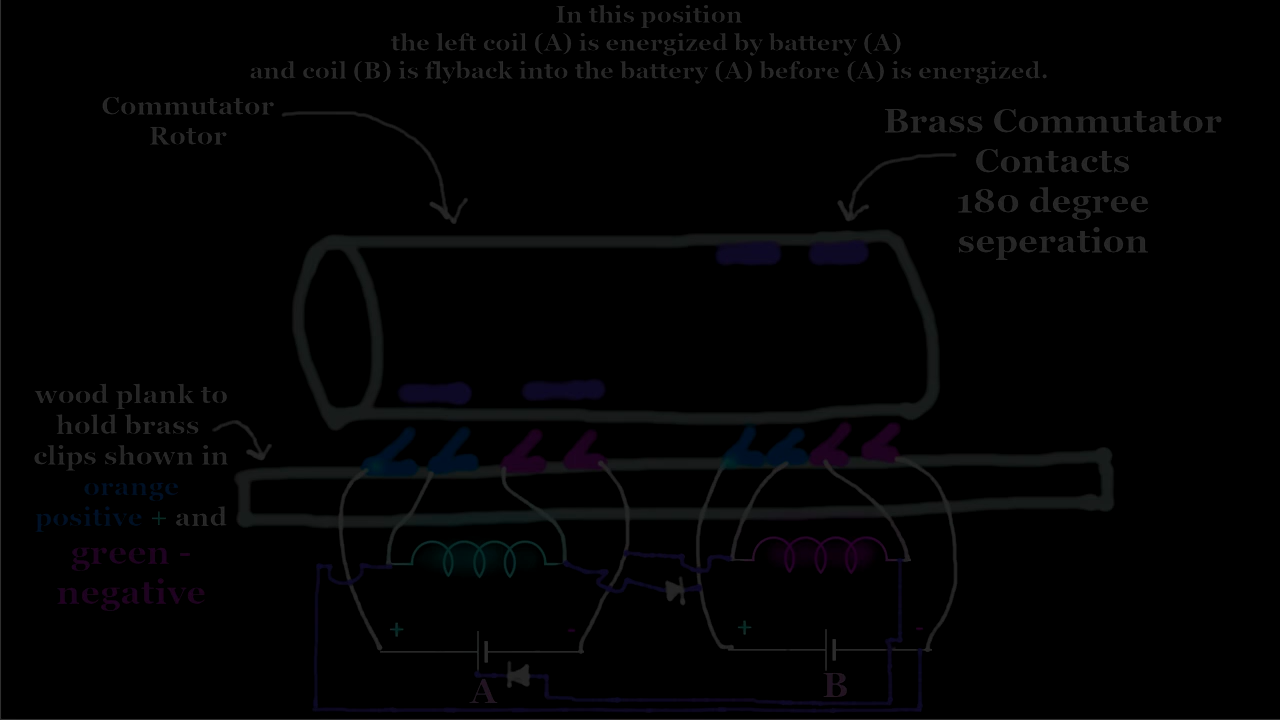 In this position
the left coil (A) is energized by battery (A)
and coil (B) is flyback into the battery (A) before (A) is energized.
Commutator
Rotor
Brass Commutator
Contacts
180 degree
seperation
wood plank to
hold brass
clips shown in
orange
positive + and
green -
negative
+ -
+ -
A
B